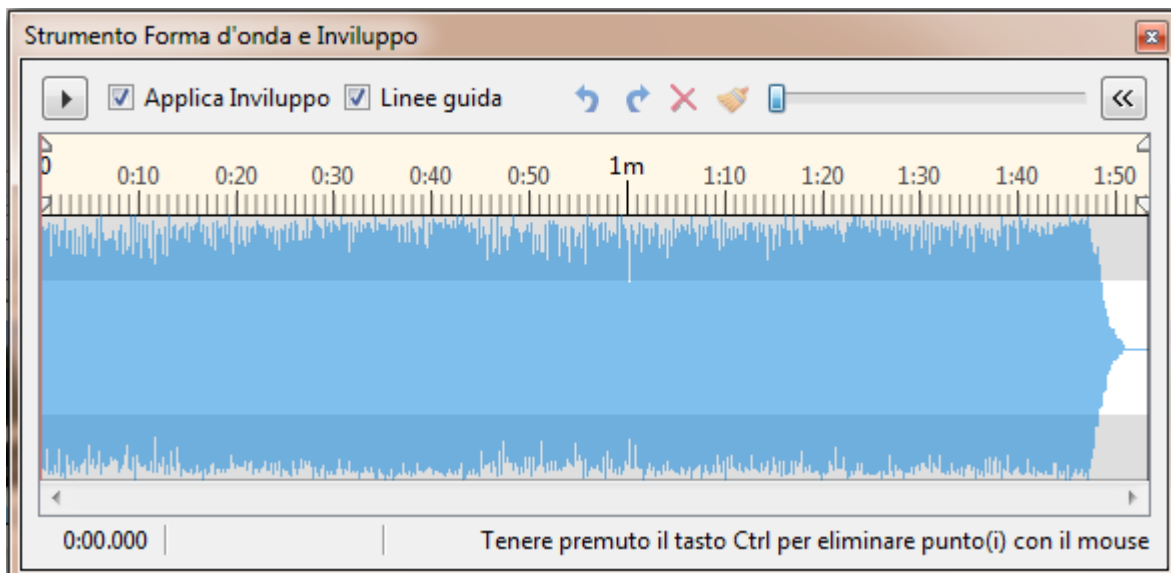 Strumento Forma d'onda e Inviluppo
Applica Inviluppo Linee guida
0 0:10 0:20 0:30 0:40 0:50 1m 1:10 1:20 1:30 1:40 1:50
0:00.000 Tenere premuto il tasto Ctrl per eliminare punto(i) con il mouse